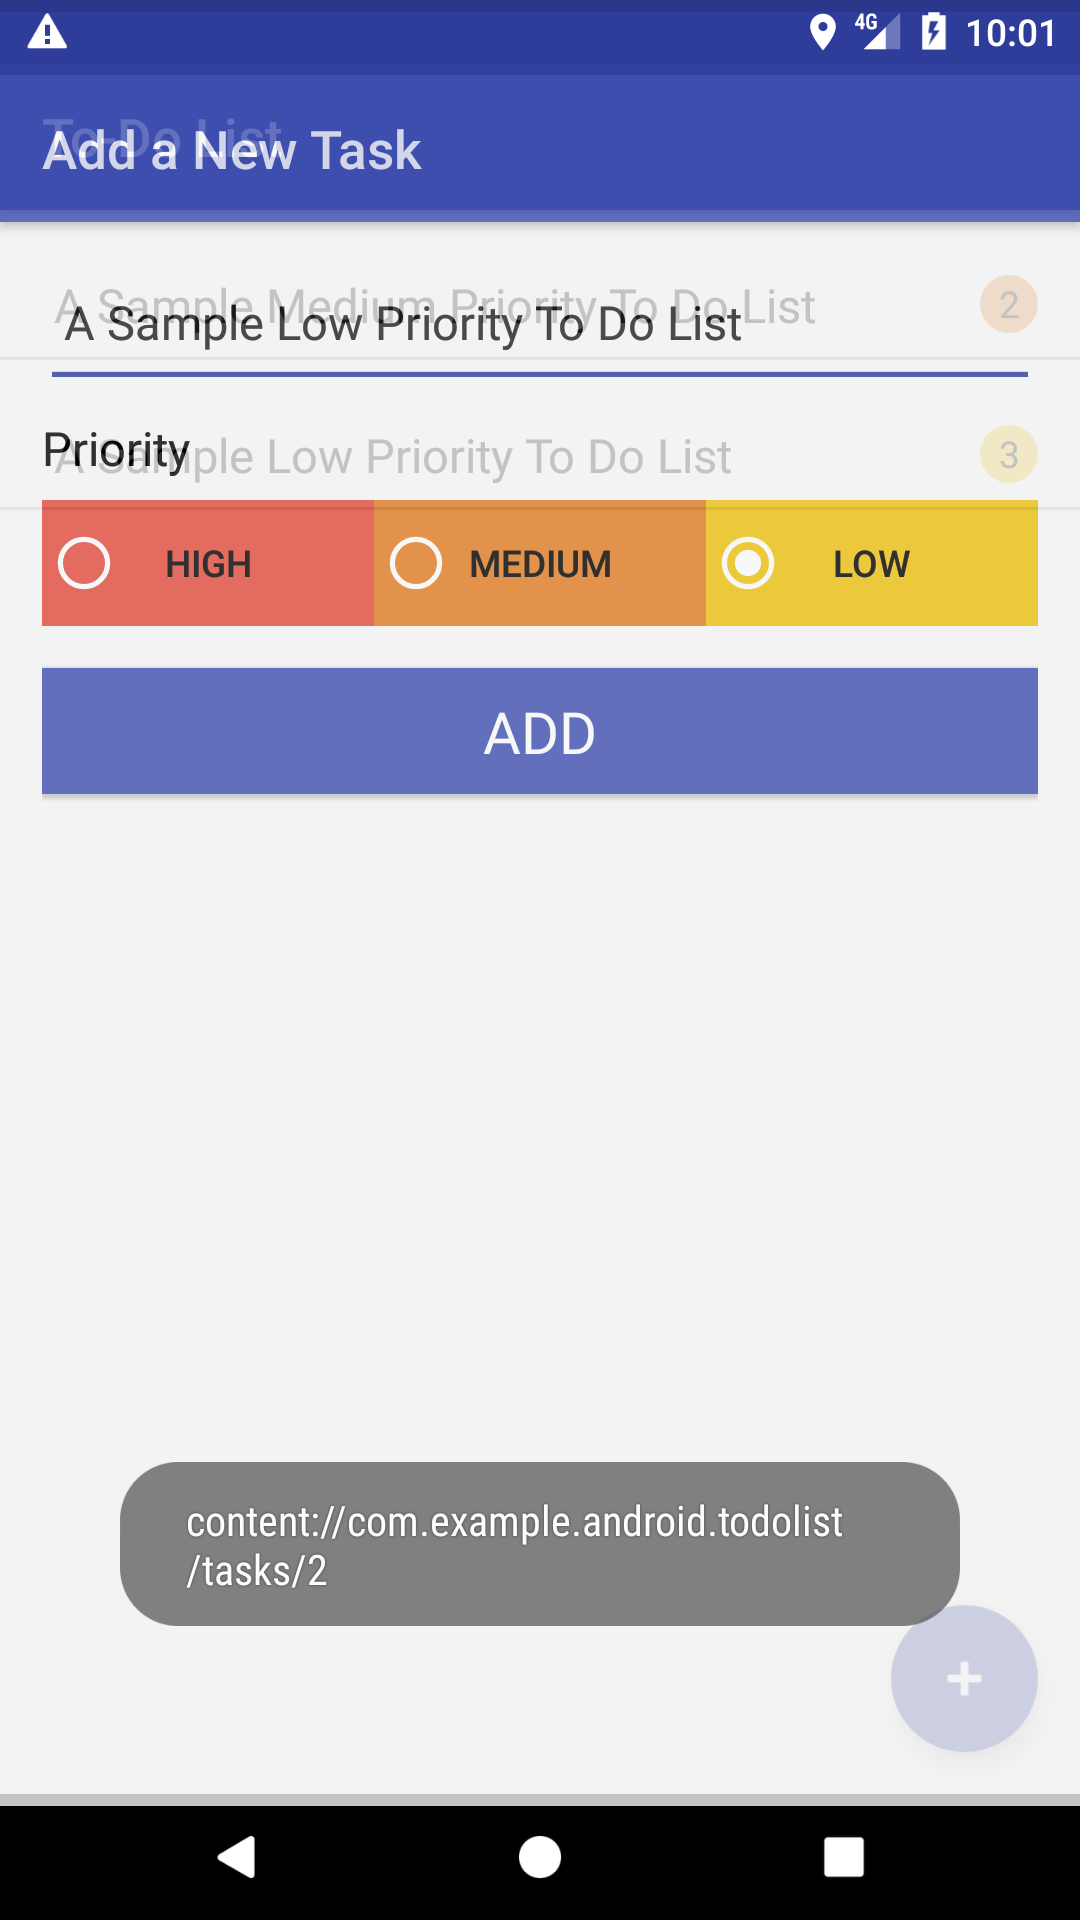 4G 10:01
To-Do List
Add a New Task
A Sample Medium Priority To Do List 2
A Sample Low Priority To Do List
Priority
A Sample Low Priority To Do List 3
HIGH MEDIUM LOW
ADD
content://com.example.android.todolist
/tasks/2